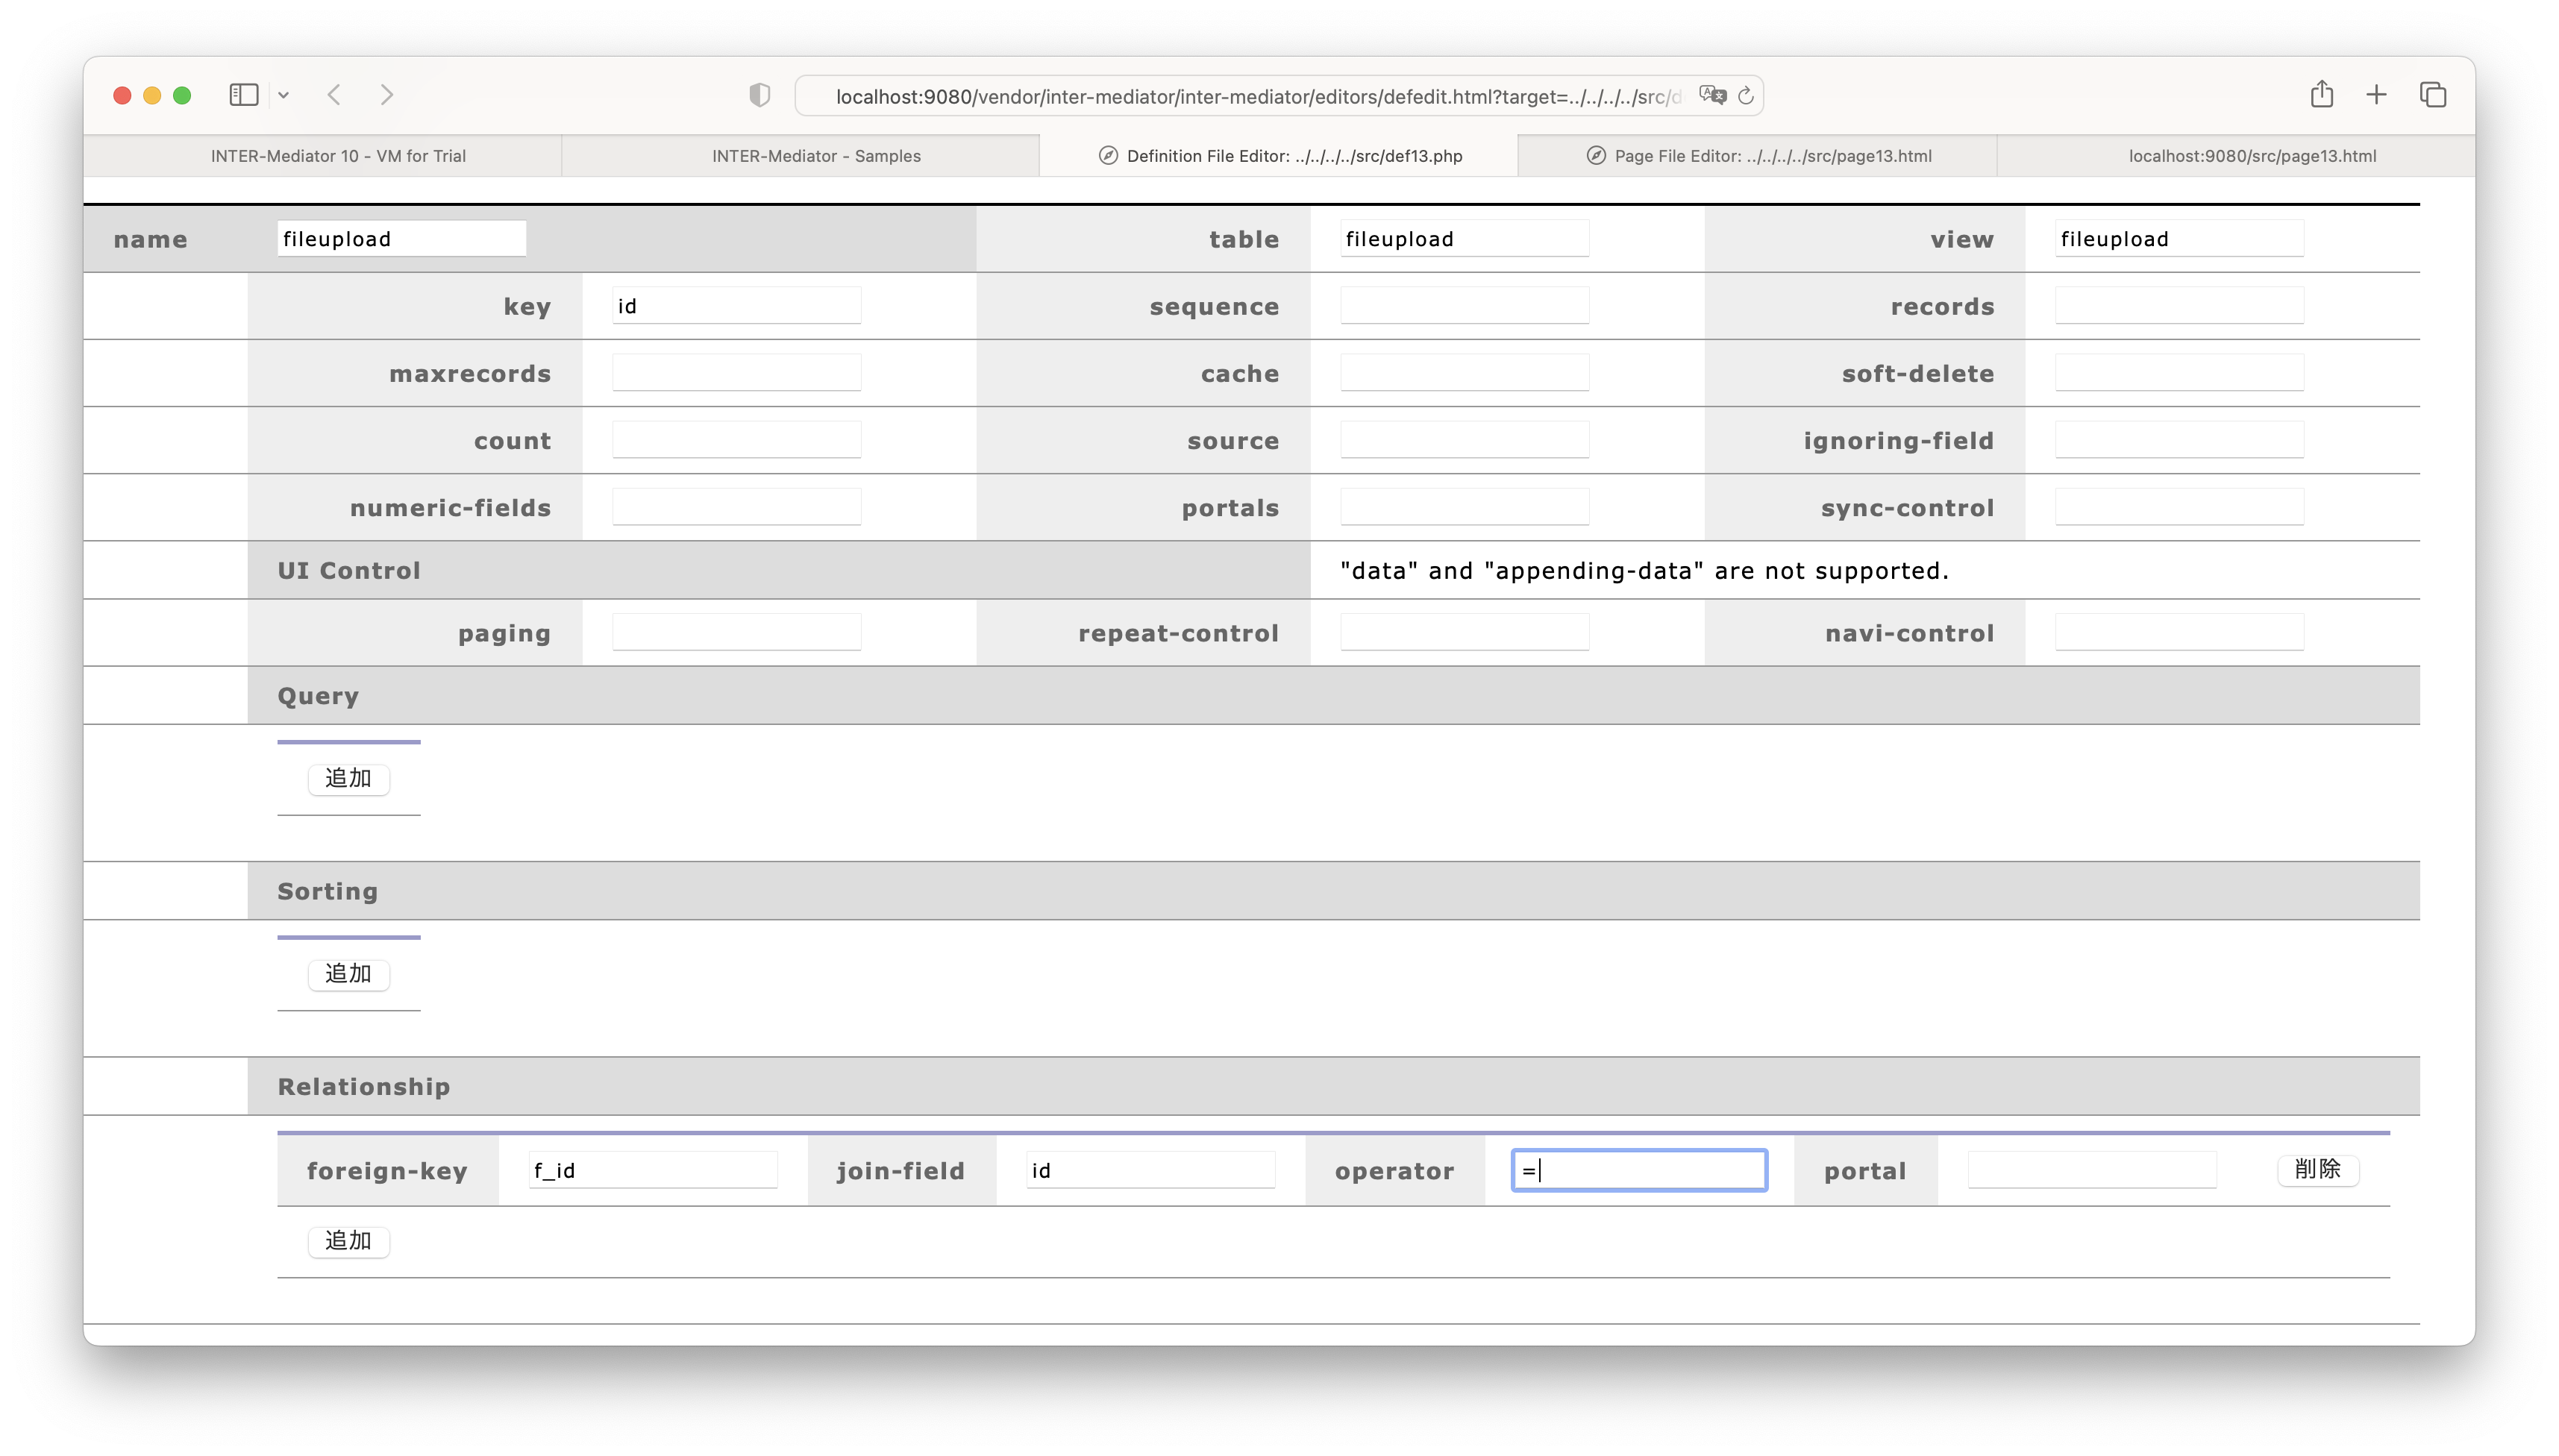 localhost:9080/vendor/inter-mediator/inter-mediator/editors/defedit.html?target=../../../../src/d
INTER-Mediator 10 - VM for Trial
INTER-Mediator - Samples
Definition File Editor: ../../../../src/def13.php
Page File Editor: ../../../../src/page13.html
localhost:9080/src/page13.html
name fileupload table fileupload view fileupload
key id sequence records
maxrecords cache soft-delete
count source ignoring-field
numeric-fields portals sync-control
UI Control "data" and "appending-data" are not supported.
paging repeat-control navi-control
Query
追加
Sorting
追加
Relationship
foreign-key f_id join-field id operator = portal 削除
追加